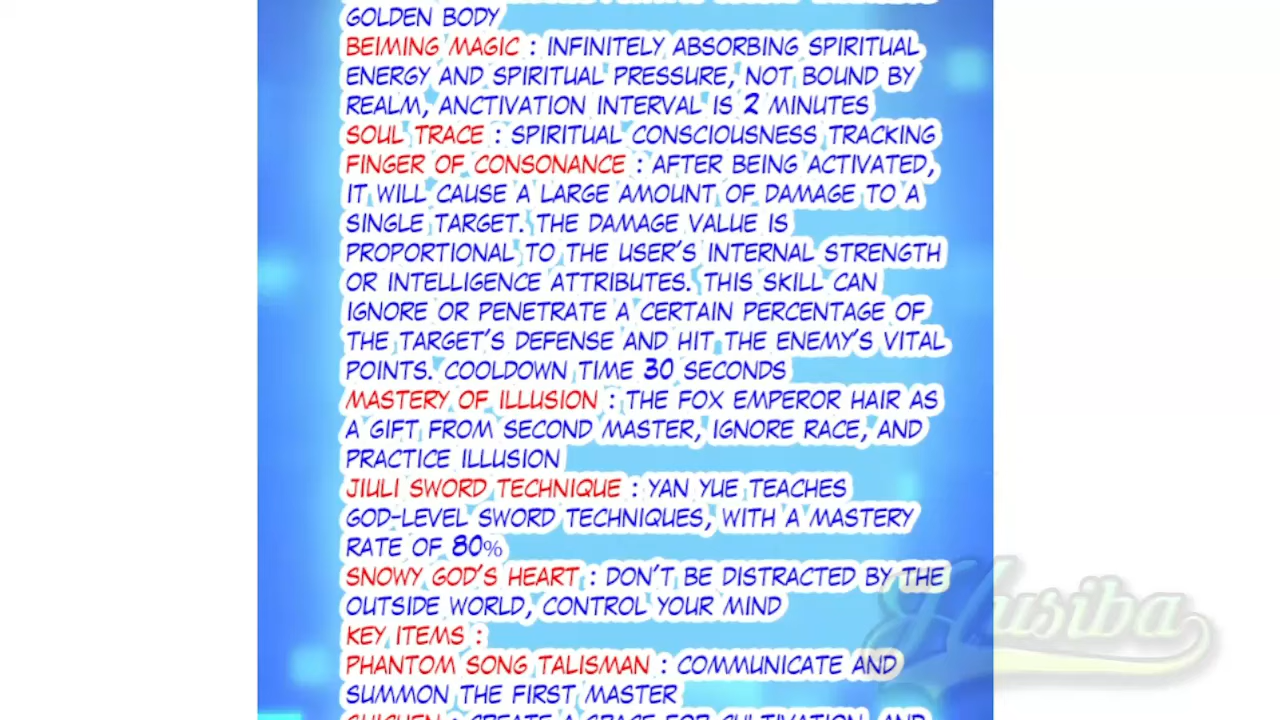 GOLDEN BODY
BEIMING MAGIC : INFINITELY ABSORBING SPIRITUAL
ENERGY AND SPIRITUAL PRESSURE, NOT BOUND BY
REALM, ANCTIVATION INTERVAL IS 2 MINUTES
SOUL TRACE : SPIRITUAL CONSCIOUSNESS TRACKING
FINGER OF CONSONANCE : AFTER BEING ACTIVATED,
IT WILL CAUSE A LARGE AMOUNT OF DAMAGE TO A
SINGLE TARGET. THE DAMAGE VALUE IS
PROPORTIONAL TO THE USER'S INTERNAL STRENGTH
OR INTELLIGENCE ATTRIBUTES. THIS SKILL CAN
IGNORE OR PENETRATE A CERTAIN PERCENTAGE OF
THE TARGET'S DEFENSE AND HIT THE ENEMY'S VITAL
POINTS. COOLDOWN TIME 30 SECONDS
MASTERY OF ILLUSION : THE FOX EMPEROR HAIR AS
A GIFT FROM SECOND MASTER, IGNORE RACE, AND
PRACTICE ILLUSION
JIULI SWORD TECHNIQUE : YAN YUE TEACHES
GOD-LEVEL SWORD TECHNIQUES, WITH A MASTERY
RATE OF 80%
SNOWY GOD'S HEART : DON'T BE DISTRACTED BY THE
OUTSIDE WORLD, CONTROL YOUR MIND
KEY ITEMS :
PHANTOM SONG TALISMAN : COMMUNICATE AND
SUMMON THE FIRST MASTER
: CREATE A SPACE FOR CULTIVATION, AND
Husiba